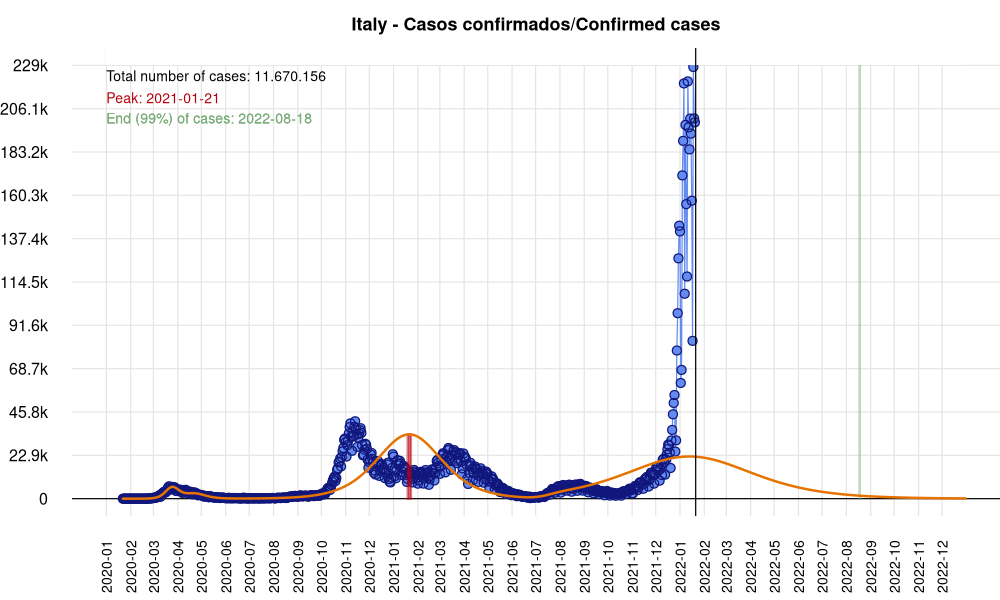 Italy - Casos confirmados/Confirmed cases
Total number of cases: 11.670.156
Peak: 2021-01-21
End (99%) of cases: 2022-08-18
229k
206.1k
183.2k
160.3k
137.4k
114.5k
91.6k
68.7k
45.8k
22.9k
0
2020-01
2020-02
2020-03
2020-04
2020-05
2020-06
2020-07
2020-08
2020-09
2020-10
2020-11
2020-12
2021-01
2021-02
2021-03
2021-04
2021-05
2021-06
2021-07
2021-08
2021-09
2021-10
2021-11
2021-12
2022-01
2022-02
2022-03
2022-04
2022-05
2022-06
2022-07
2022-08
2022-09
2022-10
2022-11
2022-12